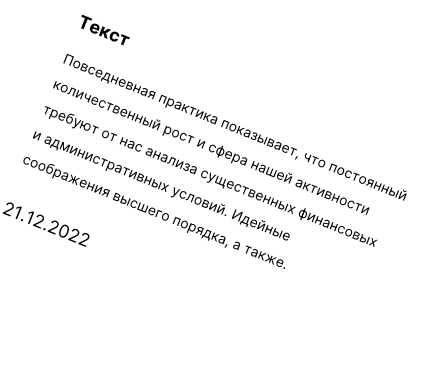 Текст
Повседневная практика показывает, что постоянный
количественный рост и сфера нашей активности
требуют от нас анализа существенных финансовых
и административных условий. Идейные
соображения высшего порядка, а также.
21.12.2022